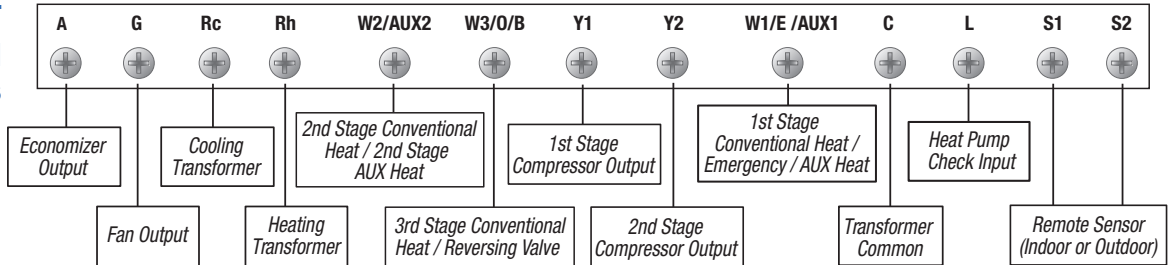 A G Rc Rh W2/AUX2 W3/O/B Y1 Y2 W1/E /AUX1 C L S1 S2
Economizer
Output
Fan Output
Cooling
Transformer
Heating
Transformer
2nd Stage Conventional
Heat / 2nd Stage
AUX Heat
3rd Stage Conventional
Heat / Reversing Valve
1st Stage
Compressor Output
2nd Stage
Compressor Output
1st Stage
Conventional Heat /
Emergency / AUX Heat
Transformer
Common
Heat Pump
Check Input
Remote Sensor
(Indoor or Outdoor)